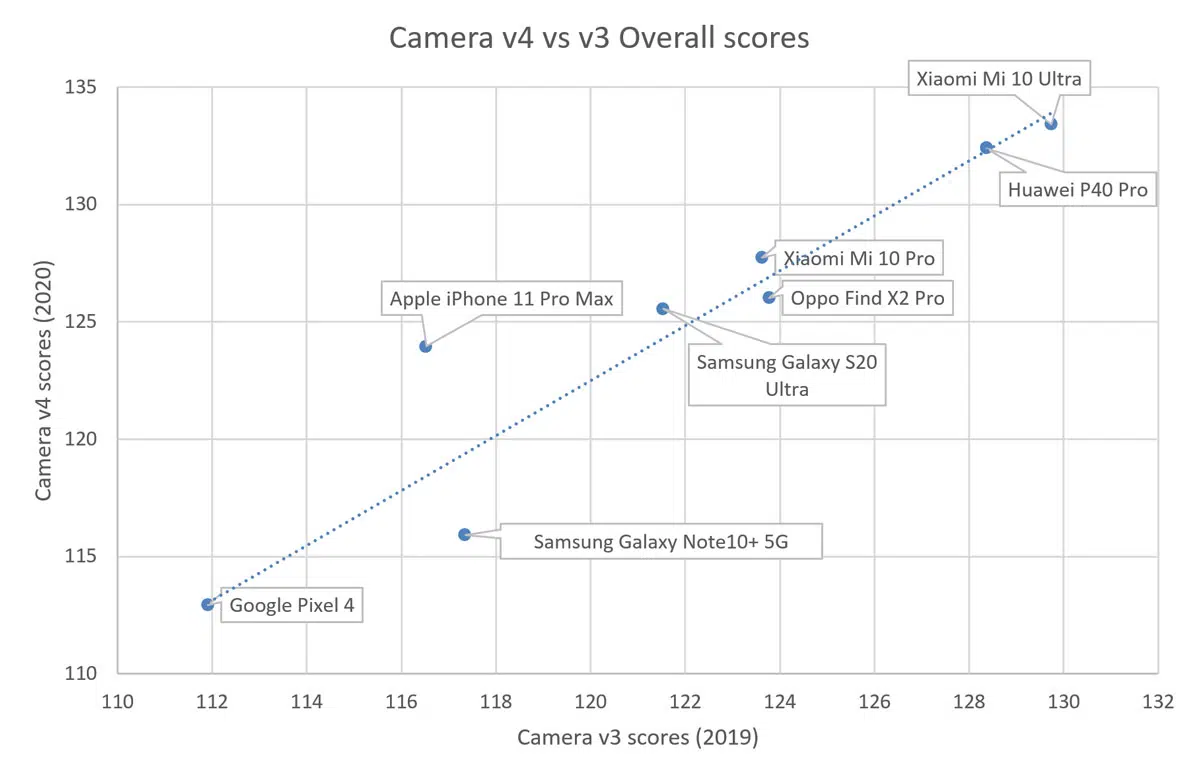 Camera v4 vs v3 Overall scores
135
130
125
120
115
110
Camera v4 scores (2020)
Xiaomi Mi 10 Ultra
Huawei P40 Pro
Xiaomi Mi 10 Pro
Oppo Find X2 Pro
Apple iPhone 11 Pro Max
Samsung Galaxy S20
Ultra
Samsung Galaxy Note10+ 5G
Google Pixel 4
110 112 114 116 118 120 122 124 126 128 130 132
Camera v3 scores (2019)